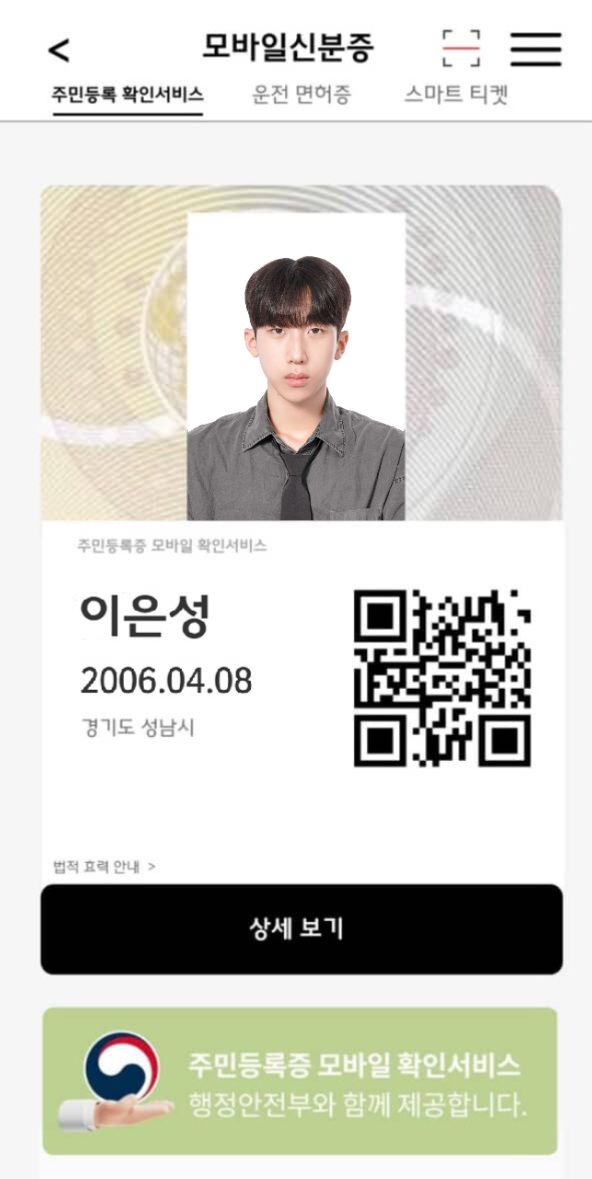 모바일신분증
주민등록 확인서비스 운전 면허증 스마트 티켓
주민등록증 모바일 확인서비스
이은성
2006.04.08
경기도 성남시
법적 효력 안내 >
상세 보기
주민등록증 모바일 확인서비스
행정안전부와 함께 제공합니다.